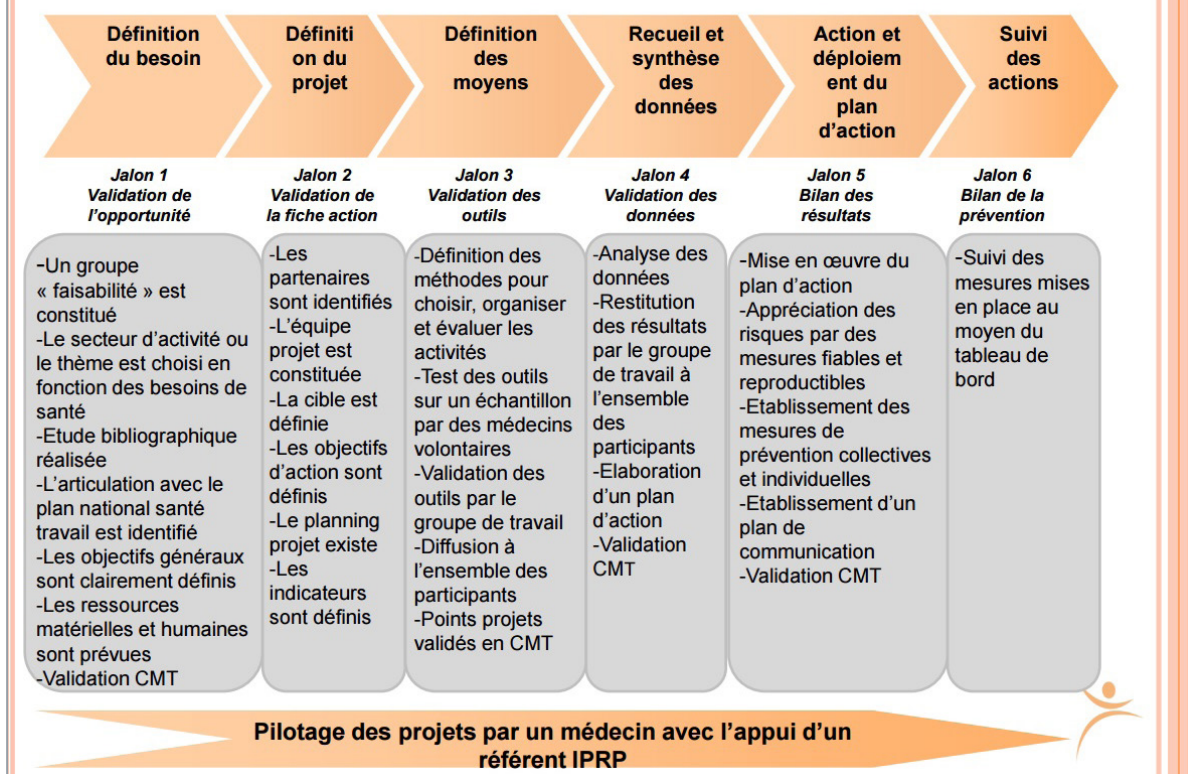 Définition
du besoin
Définiti
on du
projet
Définition
des
moyens
Recueil et
synthèse
des
données
Action et
déploiem
ent du
plan
d'action
Suivi
des
actions
Jalon 1
Validation de
l'opportunité
Jalon 2
Validation de
la fiche action
Jalon 3
Validation des
outils
Jalon 4
Validation des
données
Jalon 5
Bilan des
résultats
Jalon 6
Bilan de la
prévention
-Un groupe
« faisabilité » est
constitué
-Le secteur d'activité ou
le thème est choisi en
fonction des besoins de
santé
-Etude bibliographique
réalisée
-L'articulation avec le
plan national santé
travail est identifié
-Les objectifs généraux
sont clairement définis
-Les ressources
matérielles et humaines
sont prévues
-Validation CMT
-Les
partenaires
sont identifiés
-L'équipe
projet est
constituée
-La cible est
définie
-Les objectifs
d'action sont
définis
-Le planning
projet existe
-Les
indicateurs
sont définis
-Définition des
méthodes pour
choisir, organiser
et évaluer les
activités
-Test des outils
sur un échantillon
par des médecins
volontaires
-Validation des
outils par le
groupe de travail
-Diffusion à
l'ensemble des
participants
-Points projets
validés en CMT
-Analyse des
données
-Restitution
des résultats
par le groupe
de travail à
l'ensemble
des
participants
-Elaboration
d'un plan
d'action
-Validation
CMT
-Mise en œuvre du
plan d'action
-Appréciation des
risques par des
mesures fiables et
reproductibles
-Etablissement des
mesures de
prévention collectives
et individuelles
-Etablissement d'un
plan de
communication
-Validation CMT
-Suivi des
mesures mises
en place au
moyen du
tableau de
bord
Pilotage des projets par un médecin avec l'appui d'un
référent IPRP